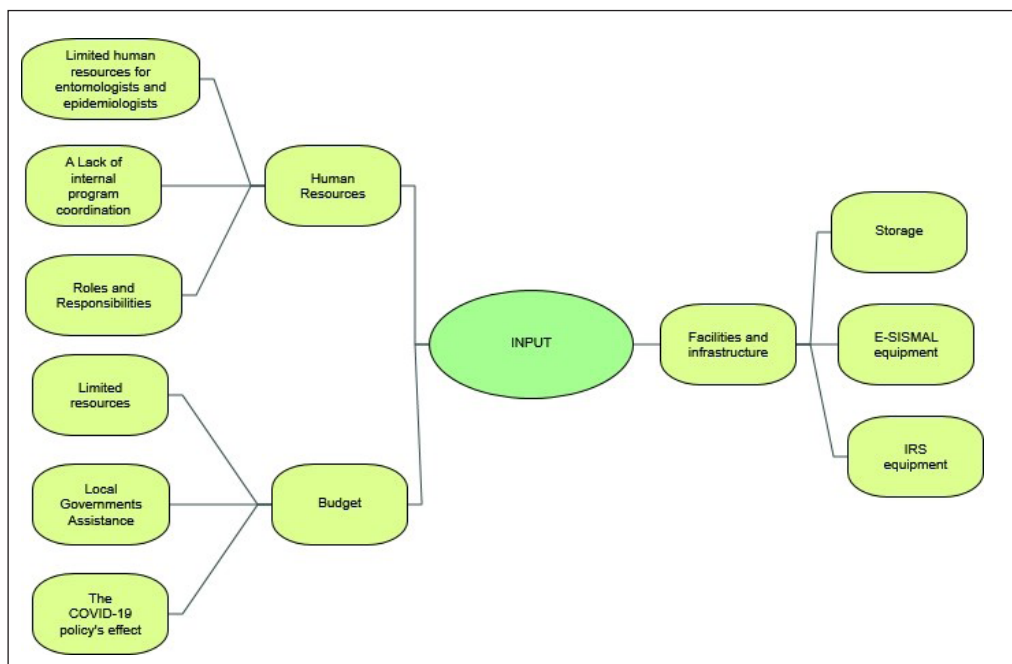 Limited human
resources for
entomologists and
epidemiologists
A Lack of
internal
program
coordination
Roles and
Responsibilities
Human
Resources
Limited
resources
Local
Governments
Assistance
The
COVID-19
policy's effect
Budget
INPUT
Facilities and
infrastructure
Storage
E-SISMAL
equipment
IRS
equipment